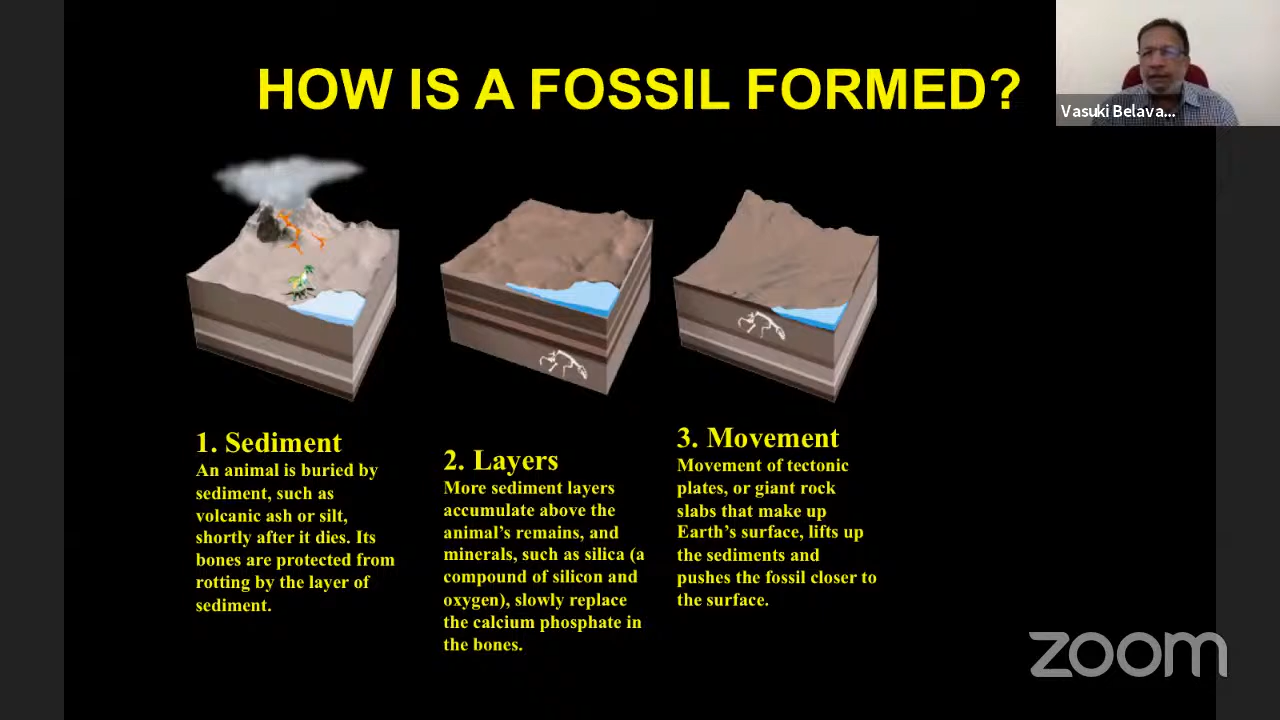 HOW IS A FOSSIL FORMED?
Vasuki Belava...
1. Sediment
An animal is buried by
sediment, such as
volcanic ash or silt,
shortly after it dies. Its
bones are protected from
rotting by the layer of
sediment.
2. Layers
More sediment layers
accumulate above the
animal's remains, and
minerals, such as silica (a
compound of silicon and
oxygen), slowly replace
the calcium phosphate in
the bones.
3. Movement
Movement of tectonic
plates, or giant rock
slabs that make up
Earth's surface, lifts up
the sediments and
pushes the fossil closer to
the surface.
zoom